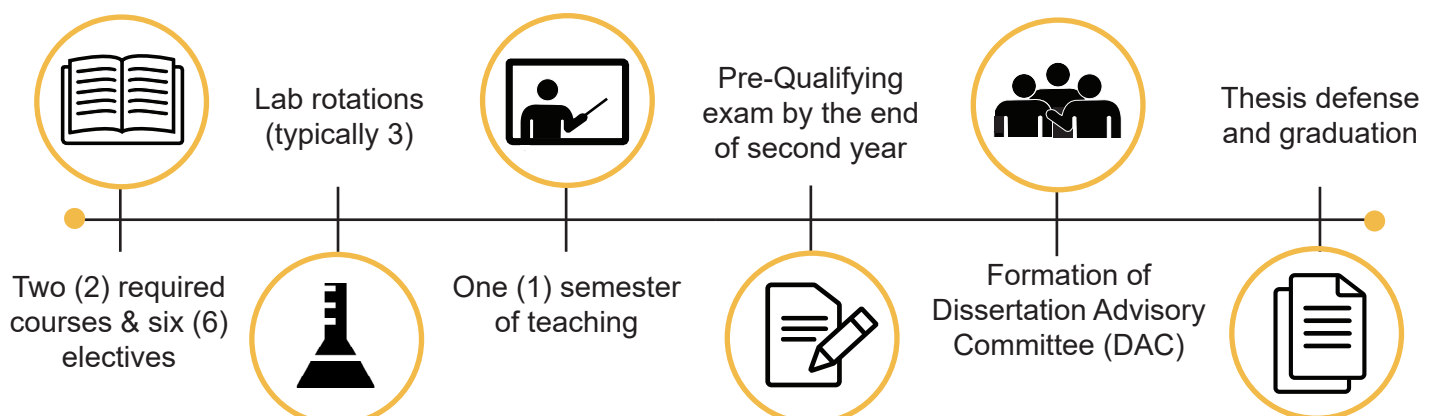 Two (2) required
courses & six (6)
electives
Lab rotations
(typically 3)
One (1) semester
of teaching
Pre-Qualifying
exam by the end
of second year
Formation of
Dissertation Advisory
Committee (DAC)
Thesis defense
and graduation